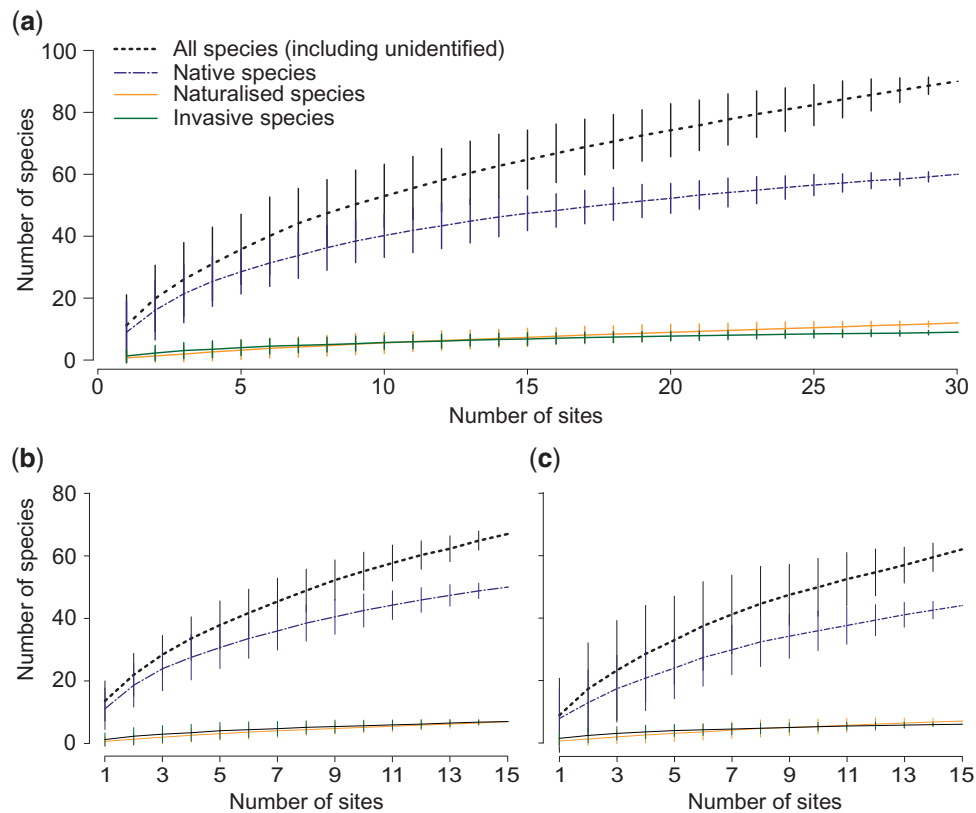 (a)
100
80
60
40
20
0
Number of species
All species (including unidentified)
Native species
Naturalised species
Invasive species
0 5 10 15 20 25 30
Number of sites
(b)
80
60
40
20
0
Number of species
1 3 5 7 9 11 13 15
Number of sites
(c)
1 3 5 7 9 11 13 15
Number of sites